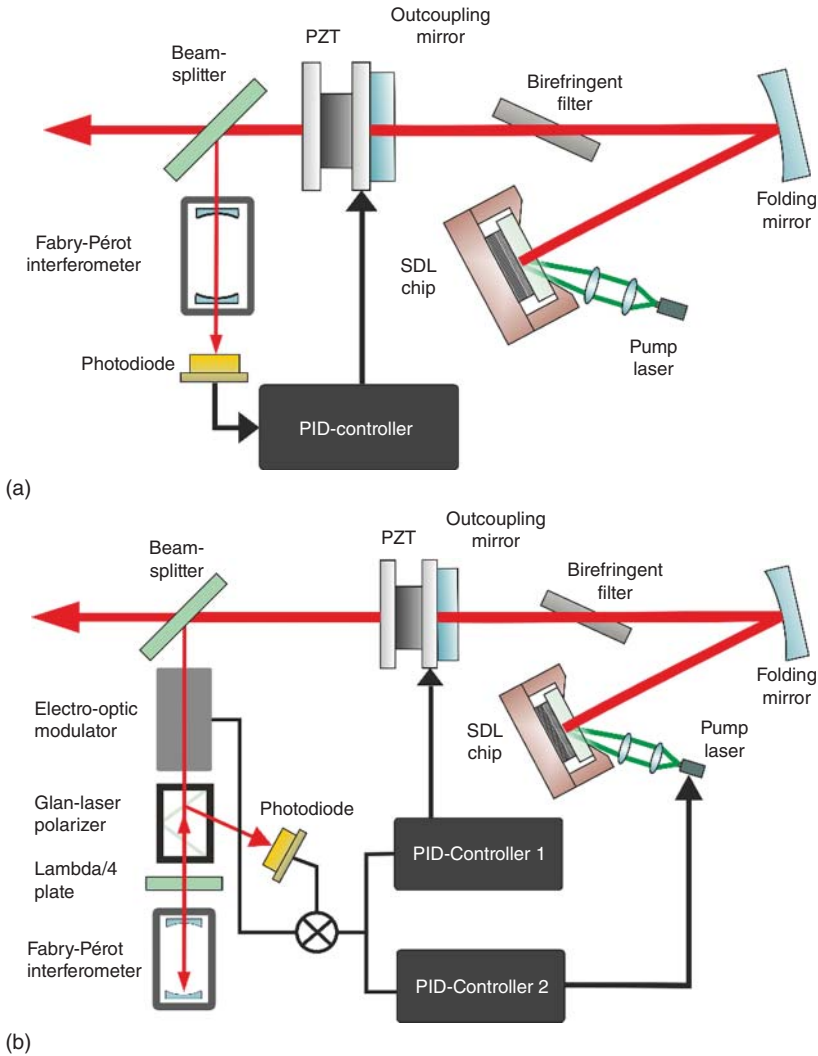 Beam-
splitter
PZT
Outcoupling
mirror
Birefringent
filter
Folding
mirror
Fabry-Pérot
interferometer
SDL
chip
Pump
laser
Photodiode
PID-controller
(a)
Beam-
splitter
PZT
Outcoupling
mirror
Birefringent
filter
Folding
mirror
Electro-optic
modulator
SDL
chip
Pump
laser
Glan-laser
polarizer
Photodiode
Lambda/4
plate
PID-Controller 1
Fabry-Pérot
interferometer
PID-Controller 2
(b)